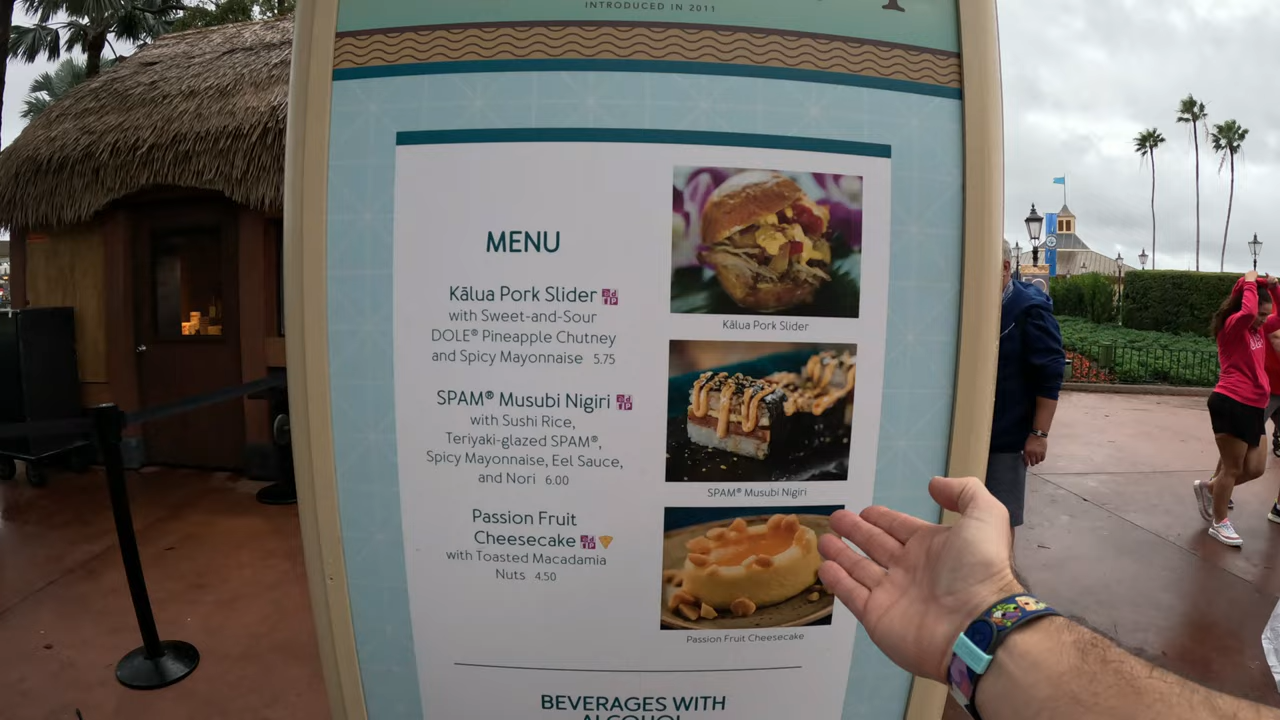 INTRODUCED IN 2011
MENU
Kālua Pork Slider
with Sweet-and-Sour
DOLE® Pineapple Chutney
and Spicy Mayonnaise 5.75
SPAM® Musubi Nigiri
with Sushi Rice,
Teriyaki-glazed SPAM®,
Spicy Mayonnaise, Eel Sauce,
and Nori 6.00
Passion Fruit
Cheesecake
with Toasted Macadamia
Nuts 4.50
Kālua Pork Slider
SPAM® Musubi Nigiri
Passion Fruit Cheesecake
BEVERAGES WITH
ALCOHOL